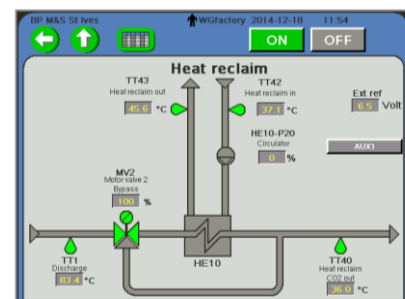 BP M&S St Ives WGfactory 2014-12-18 11:54
ON OFF
Heat reclaim
TT43
Heat reclaim out
45.6 °C
TT42
Heat reclaim in
37.1 °C
Ext ref
6.5 Volt
HE10-P20
Circulator
0 %
AUX1
MV2
Motor valve 2
Bypass
100 %
HE10
TT1
Discharge
83.4 °C
TT40
Heat reclaim
CO2 out
36.0 °C